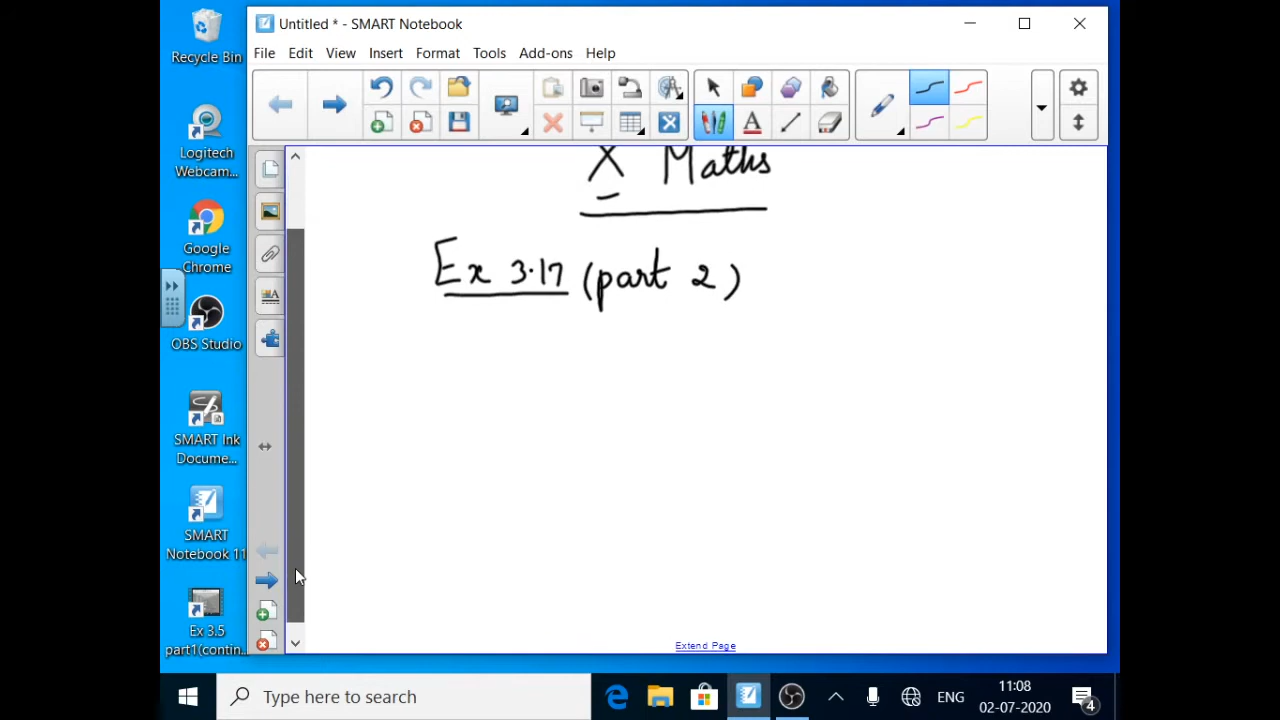 Recycle Bin
Untitled * - SMART Notebook
File Edit View Insert Format Tools Add-ons Help
Logitech
Webcam...
X Maths
Ex 3.17 (part 2)
Google
Chrome
OBS Studio
SMART Ink
Docume...
SMART
Notebook 11
Ex 3.5
part1(contin...
Extend Page
Type here to search
ENG
11:08
02-07-2020
4